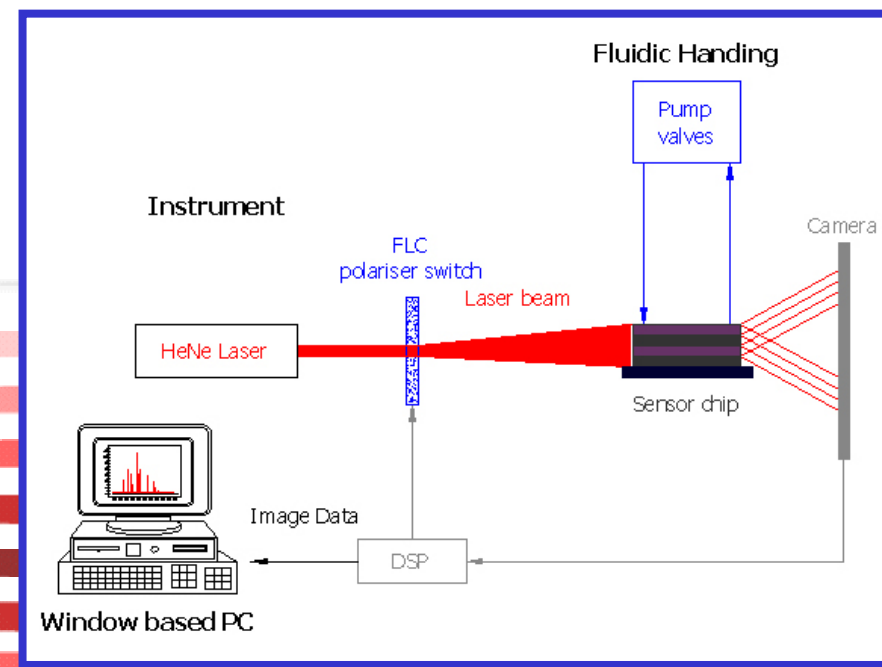 Fluidic Handing
Pump
valves
Instrument
Camera
FLC
polariser switch
Laser beam
HeNe Laser
Sensor chip
Image Data
DSP
Window based PC